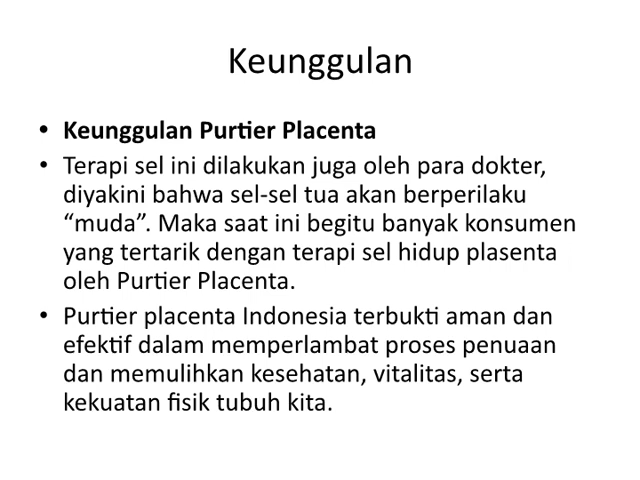 Keunggulan
• Keunggulan Purtier Placenta
• Terapi sel ini dilakukan juga oleh para dokter,
diyakini bahwa sel-sel tua akan berperilaku
“muda”. Maka saat ini begitu banyak konsumen
yang tertarik dengan terapi sel hidup plasenta
oleh Purtier Placenta.
• Purtier placenta Indonesia terbukti aman dan
efektif dalam memperlambat proses penuaan
dan memulihkan kesehatan, vitalitas, serta
kekuatan fisik tubuh kita.